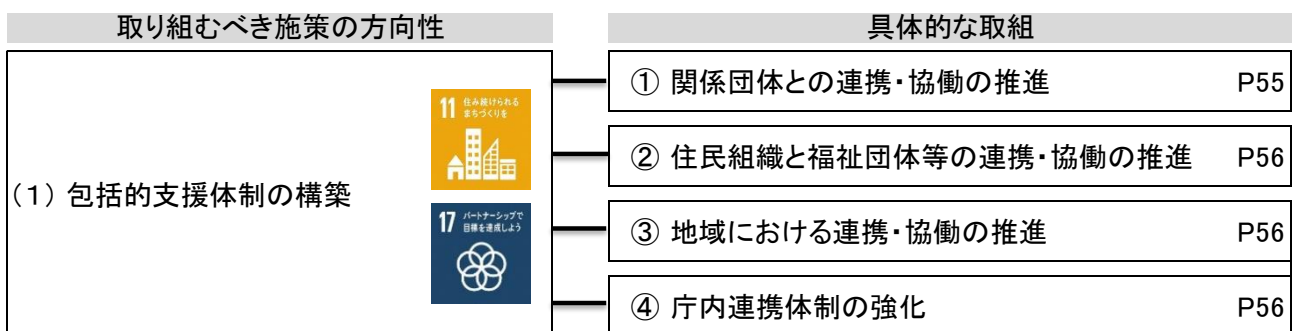 取り組むべき施策の方向性
具体的な取組
(1) 包括的支援体制の構築
11 住み続けられる
まちづくりを
17 パートナーシップで
目標を達成しよう
① 関係団体との連携・協働の推進 P55
② 住民組織と福祉団体等の連携・協働の推進 P56
③ 地域における連携・協働の推進 P56
④ 庁内連携体制の強化 P56